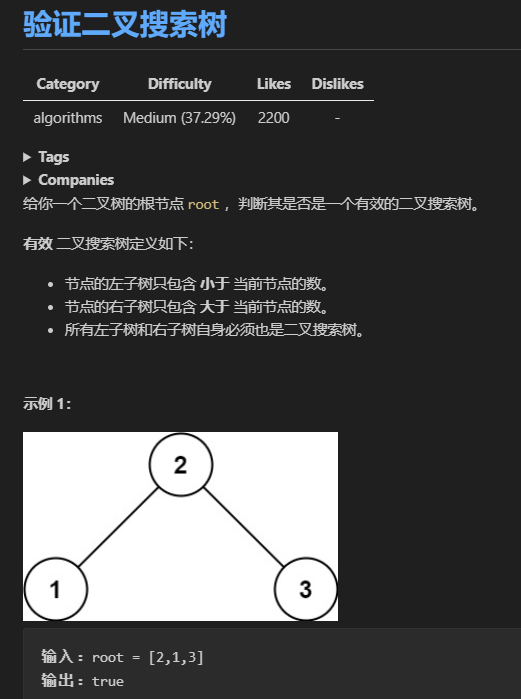 验证二叉搜索树
Category Difficulty Likes Dislikes
algorithms Medium (37.29%) 2200 -
Tags
Companies
给你一个二叉树的根节点 root ，判断其是否是一个有效的二叉搜索树。
有效 二叉搜索树定义如下：
节点的左子树只包含 小于 当前节点的数。
节点的右子树只包含 大于 当前节点的数。
所有左子树和右子树自身必须也是二叉搜索树。
示例 1：
2
1 3
输入：root = [2,1,3]
输出：true